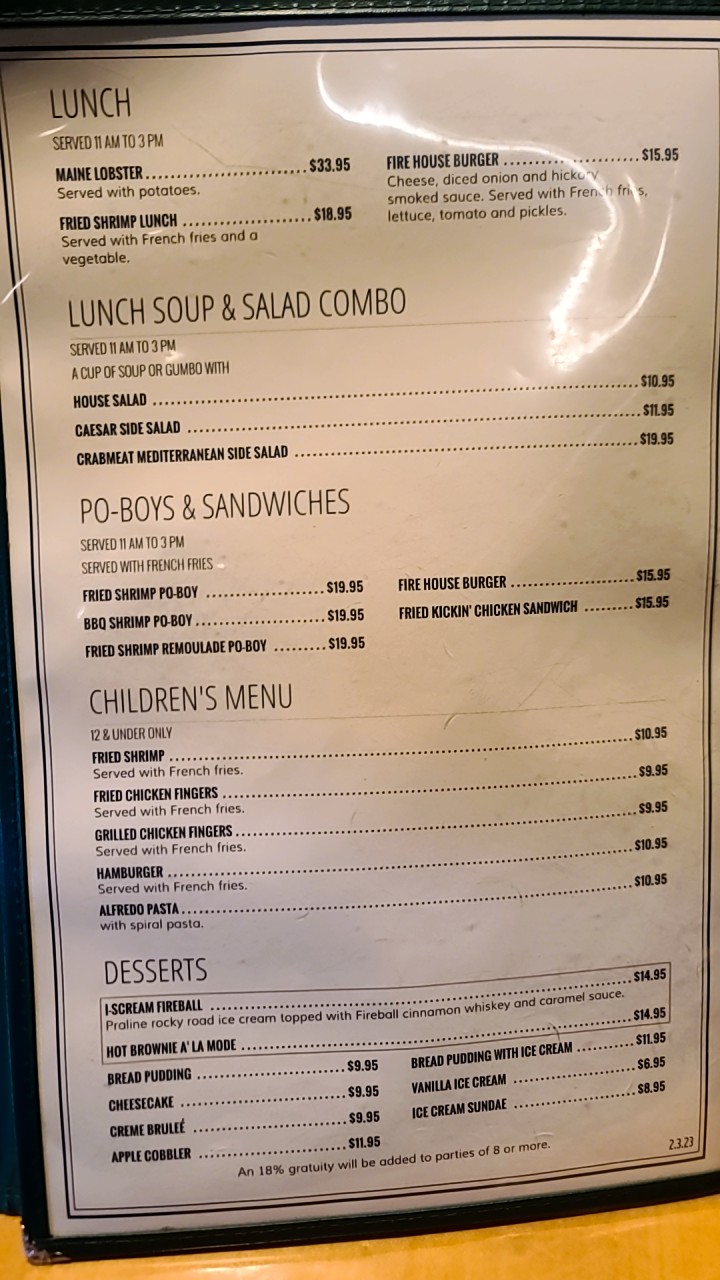 LUNCH
SERVED 11 AM TO 3 PM
MAINE LOBSTER ............................. $33.95
Served with potatoes.
FRIED SHRIMP LUNCH ....................... $18.95
Served with French fries and a
vegetable.
FIRE HOUSE BURGER ........................ $15.95
Cheese, diced onion and hickory
smoked sauce. Served with French fries,
lettuce, tomato and pickles.
LUNCH SOUP & SALAD COMBO
SERVED 11 AM TO 3 PM
A CUP OF SOUP OR GUMBO WITH
HOUSE SALAD ........................ $10.95
CAESAR SIDE SALAD ........................ $11.95
CRABMEAT MEDITERRANEAN SIDE SALAD ........................ $19.95
PO-BOYS & SANDWICHES
SERVED 11 AM TO 3 PM
SERVED WITH FRENCH FRIES
FRIED SHRIMP PO-BOY ..................... $19.95
BBQ SHRIMP PO-BOY ....................... $19.95
FRIED SHRIMP REMOULADE PO-BOY ......... $19.95
FIRE HOUSE BURGER ...................... $15.95
FRIED KICKIN' CHICKEN SANDWICH ......... $15.95
CHILDREN'S MENU
12 & UNDER ONLY
FRIED SHRIMP ........................ $10.95
Served with French fries.
FRIED CHICKEN FINGERS ........................ $9.95
Served with French fries.
GRILLED CHICKEN FINGERS ........................ $9.95
Served with French fries.
HAMBURGER ........................ $10.95
Served with French fries.
ALFREDO PASTA ........................ $10.95
with spiral pasta.
DESSERTS
I-SCREAM FIREBALL ........................ $14.95
Praline rocky road ice cream topped with Fireball cinnamon whiskey and caramel sauce.
HOT BROWNIE A' LA MODE ........................ $14.95
BREAD PUDDING ........................ $9.95
CHEESECAKE ........................ $9.95
CREME BRULEÉ ........................ $9.95
APPLE COBBLER ........................ $11.95
BREAD PUDDING WITH ICE CREAM .......... $11.95
VANILLA ICE CREAM ..................... $6.95
ICE CREAM SUNDAE ..................... $8.95
An 18% gratuity will be added to parties of 8 or more.
2.3.23